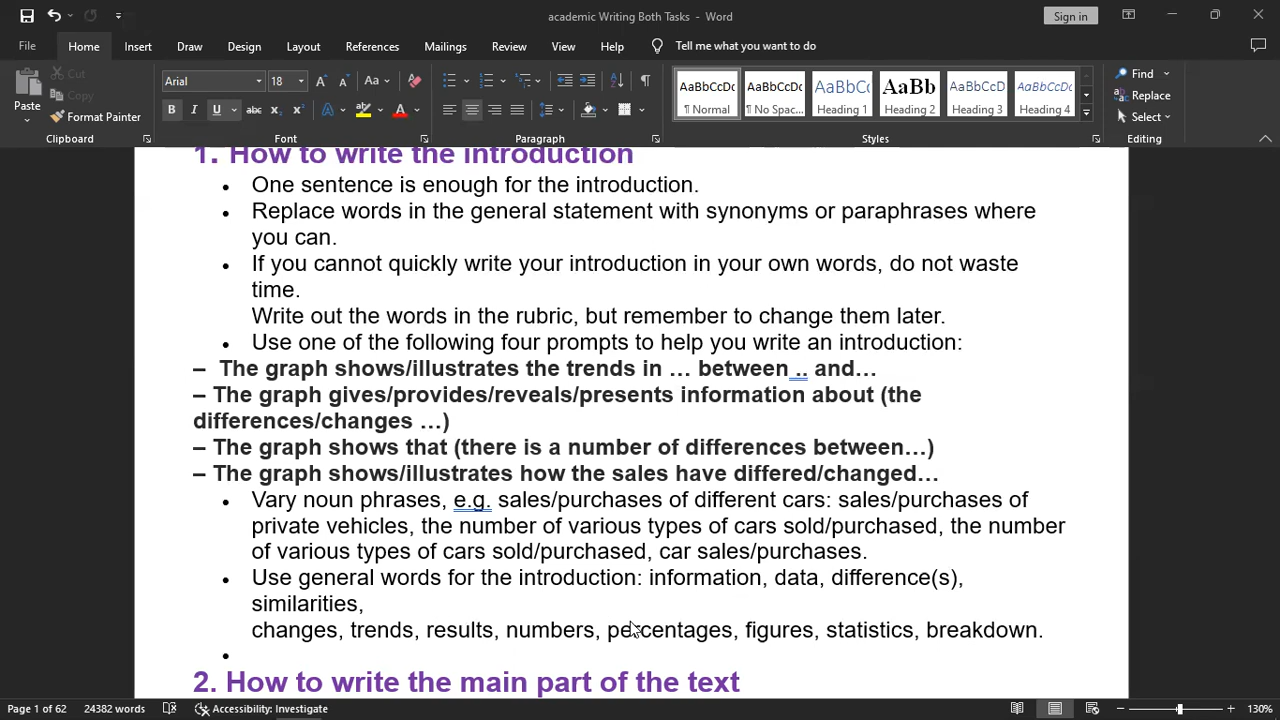 academic Writing Both Tasks - Word
Sign in
File Home Insert Draw Design Layout References Mailings Review View Help Tell me what you want to do
Paste
Cut
Copy
Format Painter
Clipboard
Arial 18
Aa
B I U abc x₂ x² A A
Font
Paragraph
AaBbCcDc AaBbCcDc AaBbCc AaBb AaBbCcD AaBbCcDc
¶ Normal ¶ No Spac... Heading 1 Heading 2 Heading 3 Heading 4
Styles
Find
Replace
Select
Editing
1. How to write the introduction
• One sentence is enough for the introduction.
• Replace words in the general statement with synonyms or paraphrases where
you can.
• If you cannot quickly write your introduction in your own words, do not waste
time.
Write out the words in the rubric, but remember to change them later.
• Use one of the following four prompts to help you write an introduction:
– The graph shows/illustrates the trends in … between .. and…
– The graph gives/provides/reveals/presents information about (the
differences/changes …)
– The graph shows that (there is a number of differences between…)
– The graph shows/illustrates how the sales have differed/changed…
• Vary noun phrases, e.g. sales/purchases of different cars: sales/purchases of
private vehicles, the number of various types of cars sold/purchased, the number
of various types of cars sold/purchased, car sales/purchases.
• Use general words for the introduction: information, data, difference(s),
similarities,
changes, trends, results, numbers, percentages, figures, statistics, breakdown.
•
2. How to write the main part of the text
Page 1 of 62 24382 words Accessibility: Investigate 130%